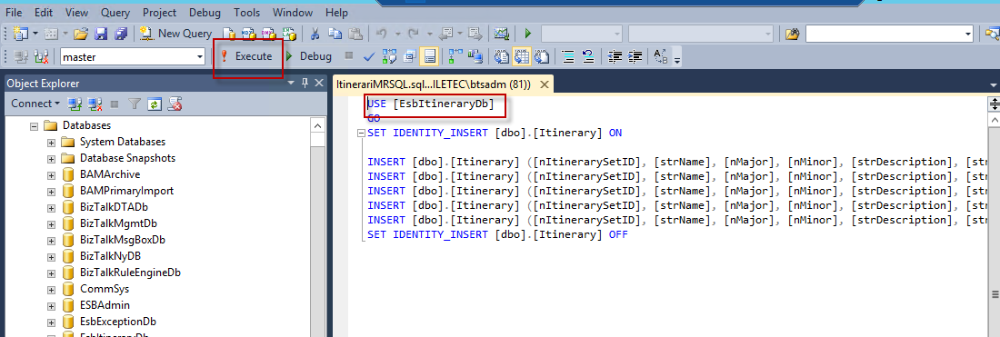 File Edit View Query Project Debug Tools Window Help
New Query
master Execute Debug
Object Explorer
Connect
Databases
System Databases
Database Snapshots
BAMArchive
BAMPrimaryImport
BizTalkDTADb
BizTalkMgmtDb
BizTalkMsgBoxDb
BizTalkNyDB
BizTalkRuleEngineDb
CommSys
ESBAdmin
EsbExceptionDb
EsbItineraryDb
ItinerariMRSQL.sql...ILETEC\btsadm (81))
USE [EsbItineraryDb]
GO
SET IDENTITY_INSERT [dbo].[Itinerary] ON
INSERT [dbo].[Itinerary] ([nItinerarySetID], [strName], [nMajor], [nMinor], [strDescription], [str
INSERT [dbo].[Itinerary] ([nItinerarySetID], [strName], [nMajor], [nMinor], [strDescription], [str
INSERT [dbo].[Itinerary] ([nItinerarySetID], [strName], [nMajor], [nMinor], [strDescription], [str
INSERT [dbo].[Itinerary] ([nItinerarySetID], [strName], [nMajor], [nMinor], [strDescription], [str
INSERT [dbo].[Itinerary] ([nItinerarySetID], [strName], [nMajor], [nMinor], [strDescription], [str
SET IDENTITY_INSERT [dbo].[Itinerary] OFF